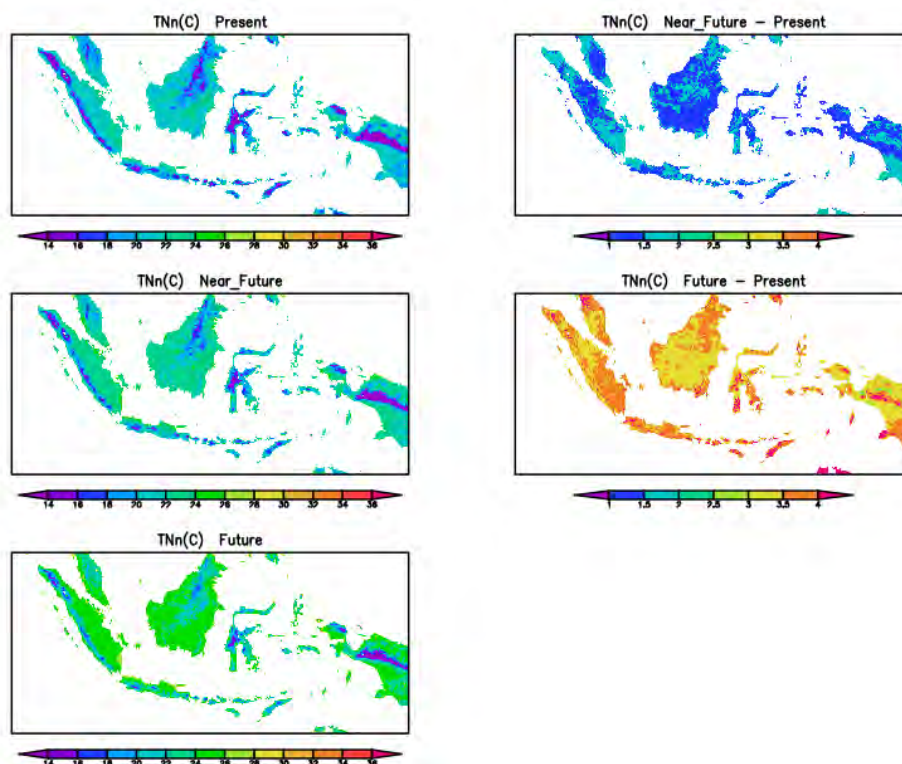 TNn(C) Present
14 16 18 20 22 24 26 28 30 32 34 36
TNn(C) Near_Future – Present
1 1.5 2 2.5 3 3.5 4
TNn(C) Near_Future
14 16 18 20 22 24 26 28 30 32 34 36
TNn(C) Future – Present
1 1.5 2 2.5 3 3.5 4
TNn(C) Future
14 16 18 20 22 24 26 28 30 32 34 36